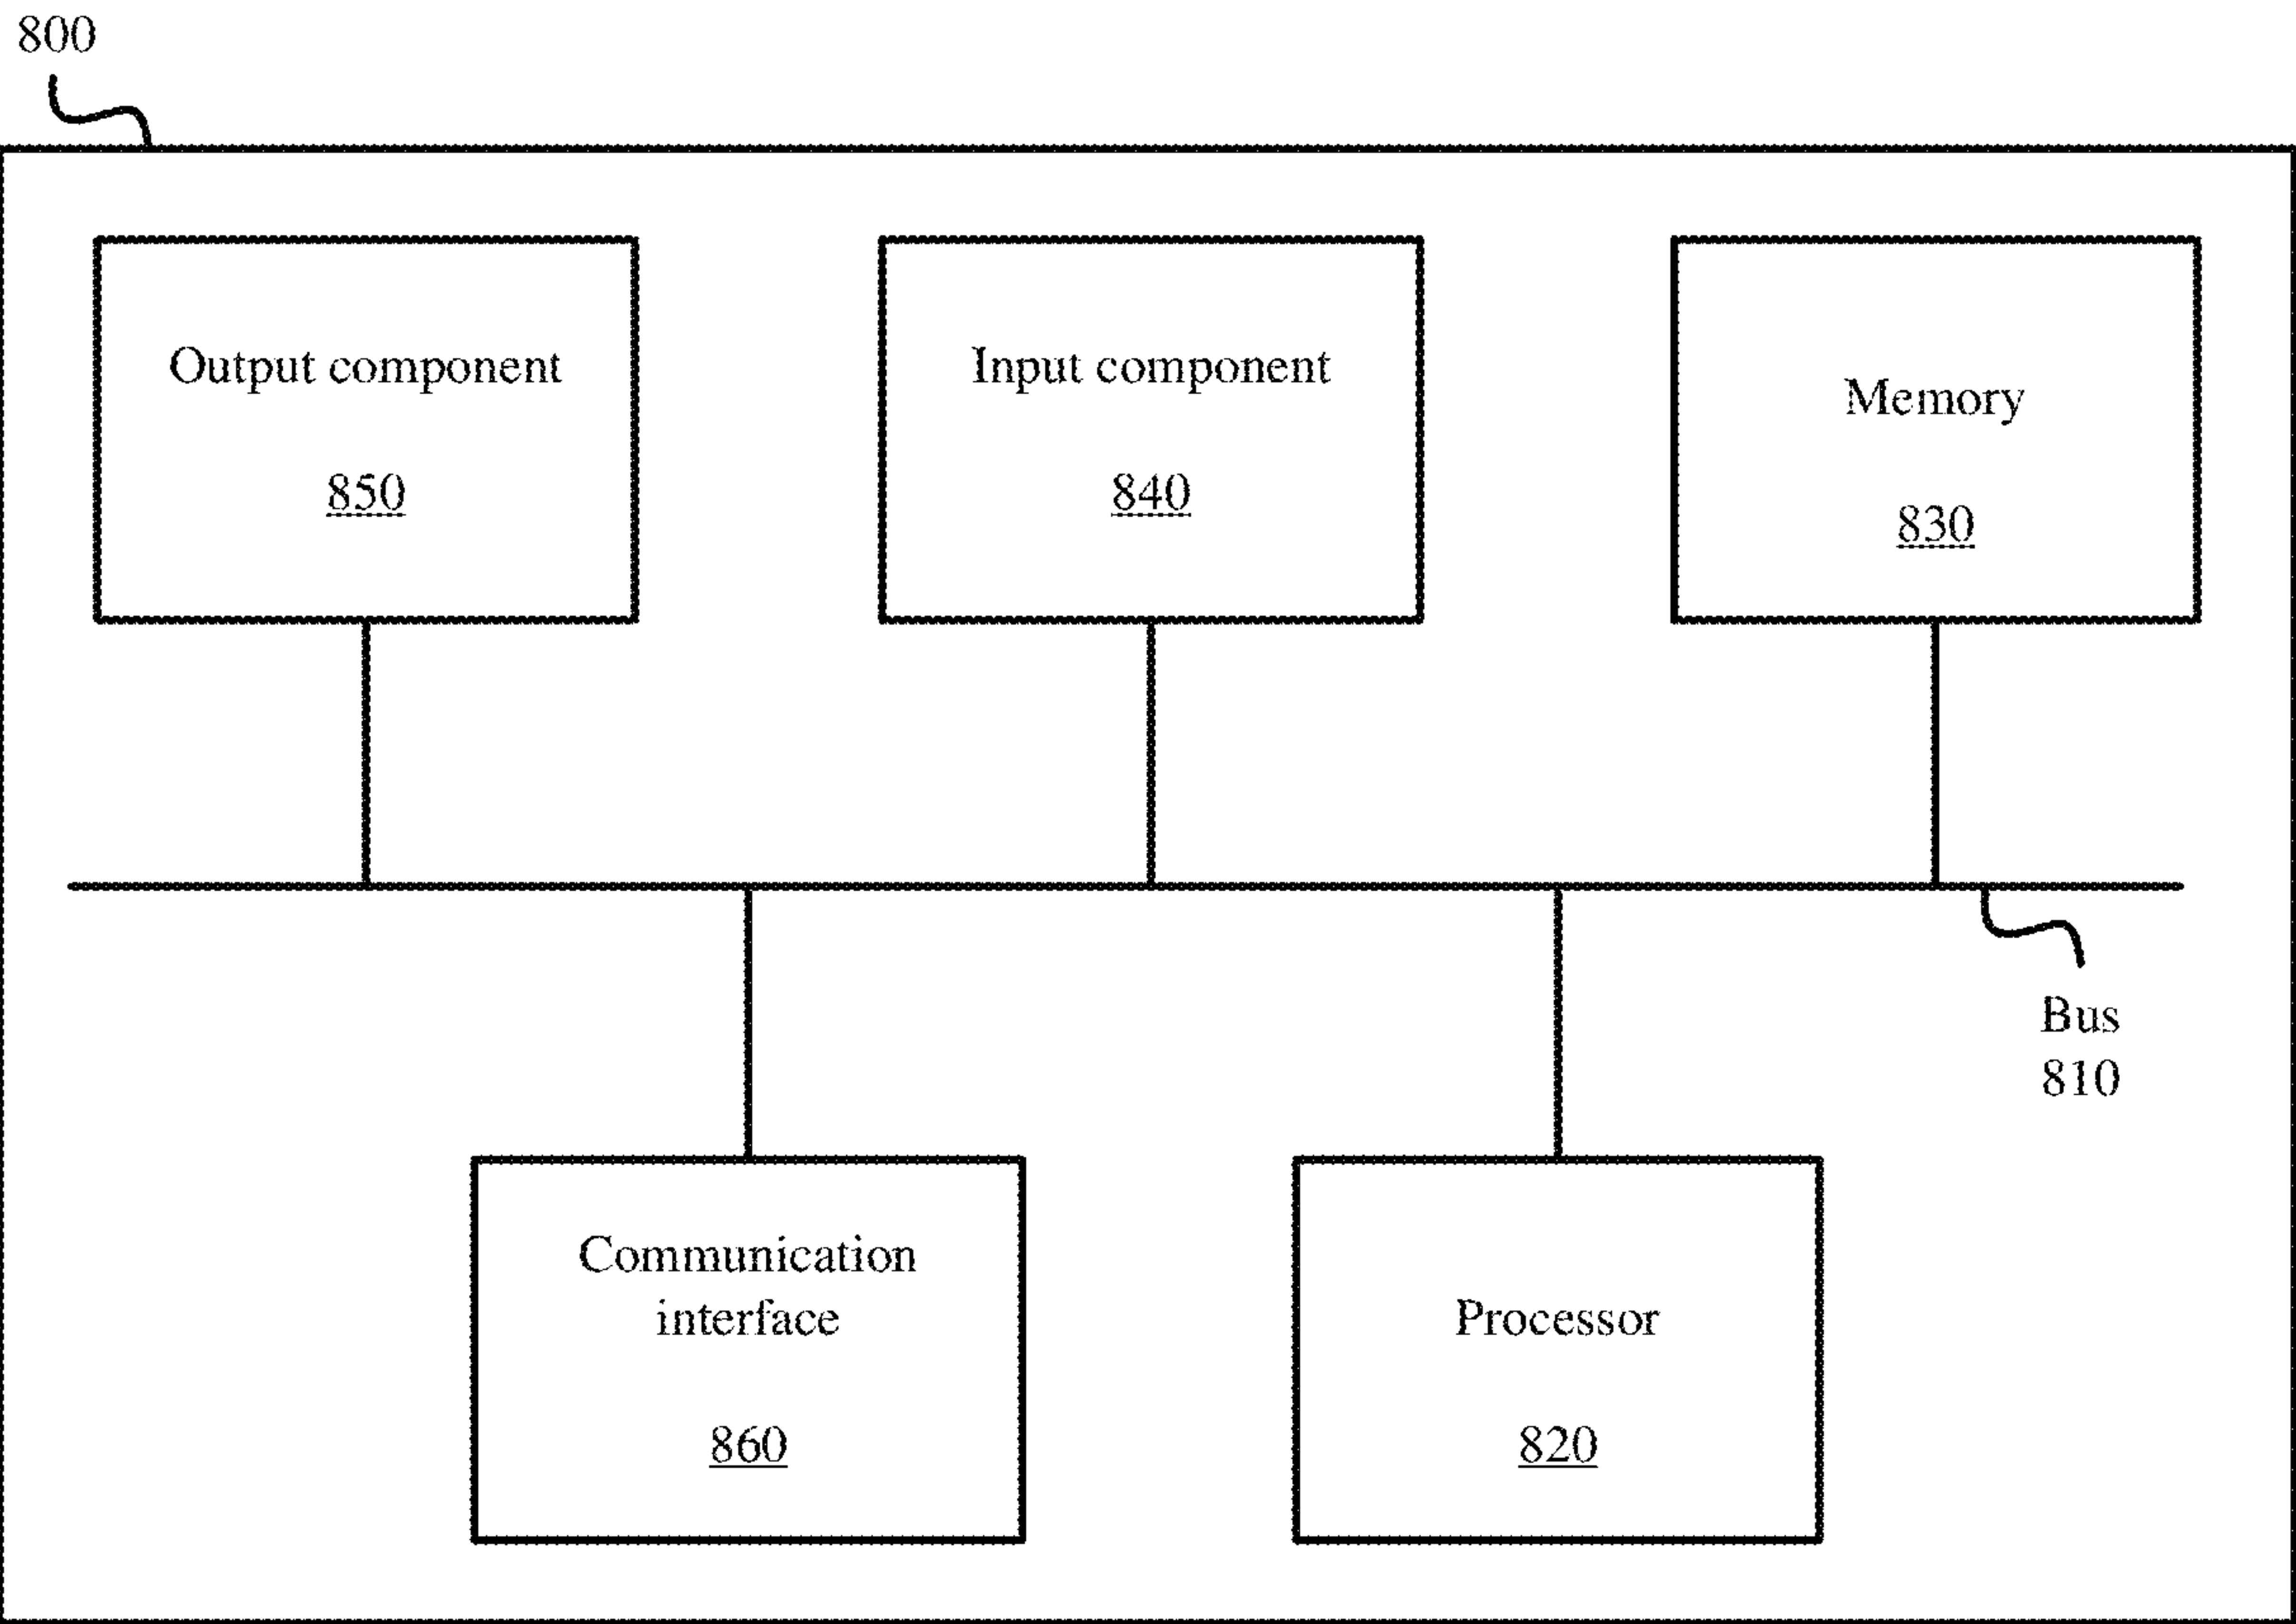 800
Output component
850
Input component
840
Memory
830
Bus
810
Communication
interface
860
Processor
820